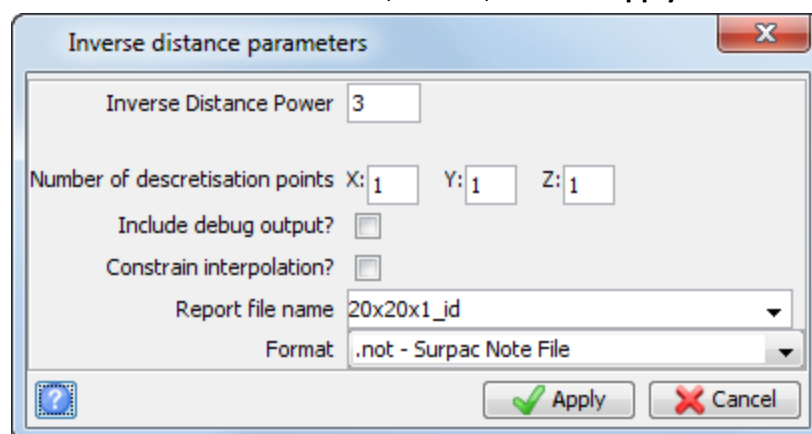 Inverse distance parameters
Inverse Distance Power 3
Number of descretisation points X: 1 Y: 1 Z: 1
Include debug output?
Constrain interpolation?
Report file name 20x20x1_id
Format .not - Surpac Note File
? Apply Cancel